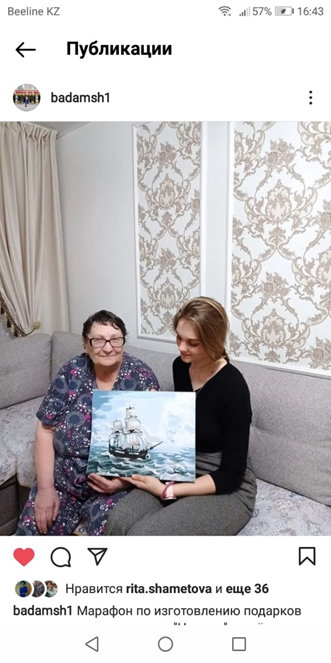 Beeline KZ 57% 16:43
Публикации
badamsh1
Нравится rita.shametova и еще 36
badamsh1 Марафон по изготовлению подарков